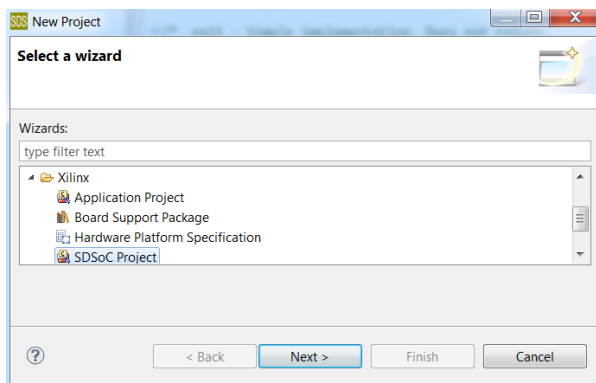 SDS New Project
Select a wizard
Wizards:
type filter text
Xilinx
Application Project
Board Support Package
Hardware Platform Specification
SDSoC Project
? < Back Next > Finish Cancel